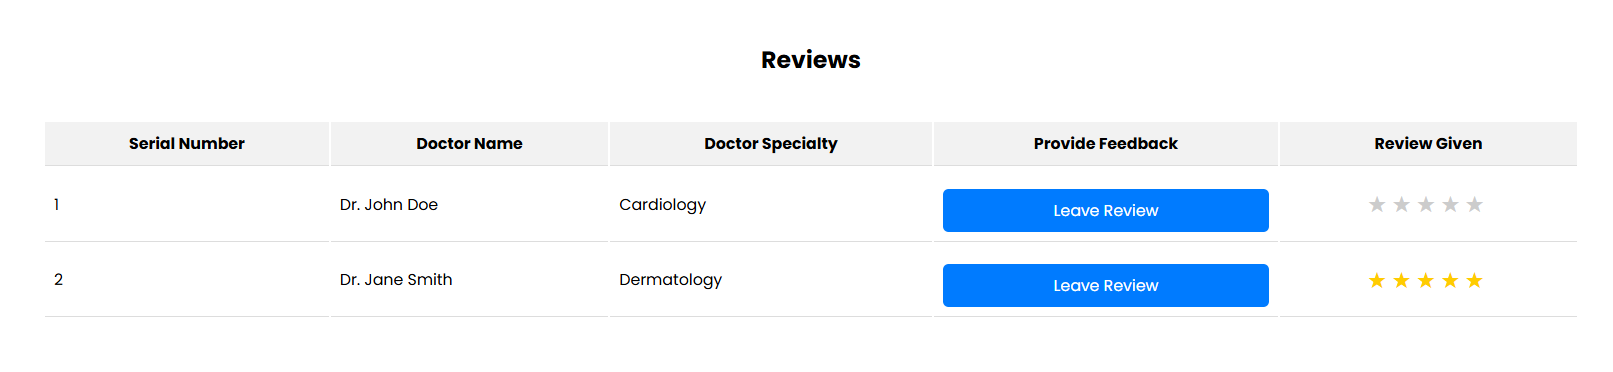 Reviews
Serial Number Doctor Name Doctor Specialty Provide Feedback Review Given
1 Dr. John Doe Cardiology Leave Review ★ ★ ★ ★ ★
2 Dr. Jane Smith Dermatology Leave Review ★ ★ ★ ★ ★